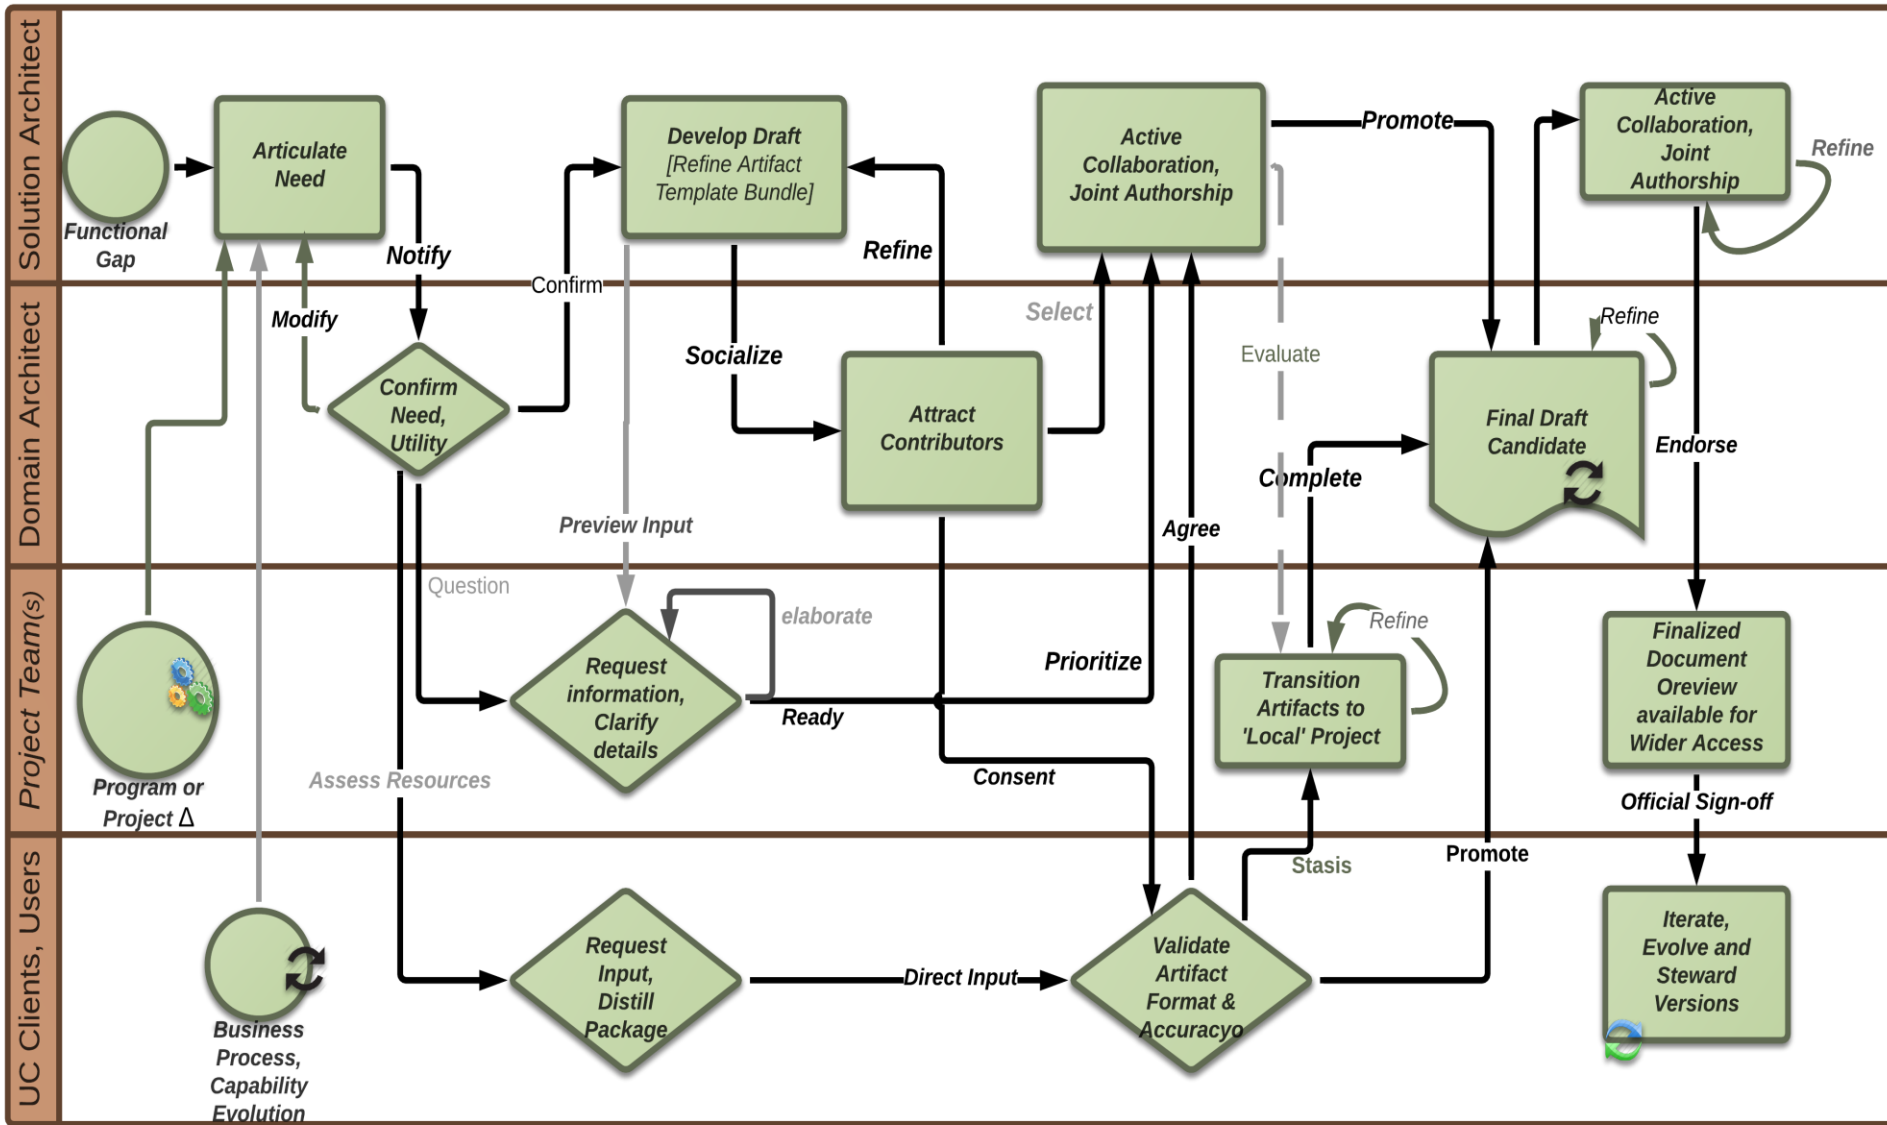 Solution Architect
Functional
Gap
Articulate
Need
Notify
Develop Draft
[Refine Artifact
Template Bundle]
Refine
Active
Collaboration,
Joint Authorship
Promote
Active
Collaboration,
Joint
Authorship
Refine
Domain Architect
Modify
Confirm
Need,
Utility
Confirm
Socialize
Attract
Contributors
Select
Preview Input
Agree
Evaluate
Complete
Final Draft
Candidate
Refine
Endorse
Project Team(s)
Program or
Project Δ
Question
Request
information,
Clarify
details
elaborate
Ready
Prioritize
Consent
Assess Resources
Transition
Artifacts to
'Local' Project
Refine
Finalized
Document
Oreview
available for
Wider Access
Official Sign-off
UC Clients, Users
Business
Process,
Capability
Evolution
Request
Input,
Distill
Package
Direct Input
Validate
Artifact
Format &
Accuracyo
Stasis
Promote
Iterate,
Evolve and
Steward
Versions